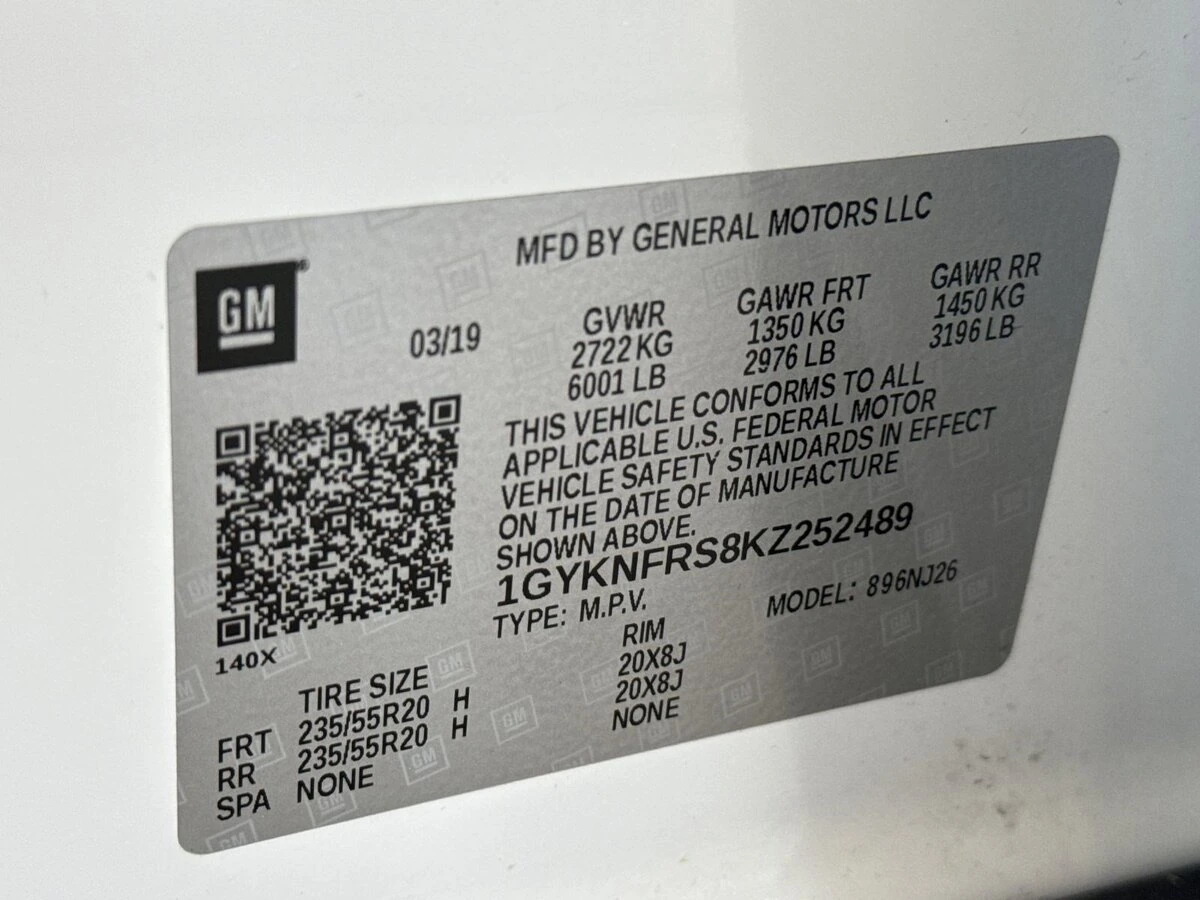 MFD BY GENERAL MOTORS LLC
GM
03/19
GVWR GAWR FRT GAWR RR
2722 KG 1350 KG 1450 KG
6001 LB 2976 LB 3196 LB
THIS VEHICLE CONFORMS TO ALL
APPLICABLE U.S. FEDERAL MOTOR
VEHICLE SAFETY STANDARDS IN EFFECT
ON THE DATE OF MANUFACTURE
SHOWN ABOVE.
1GYKNFRS8KZ252489
TYPE: M.P.V. MODEL: 896NJ26
140X
TIRE SIZE RIM
FRT 235/55R20 H 20X8J
RR 235/55R20 H 20X8J
SPA NONE NONE